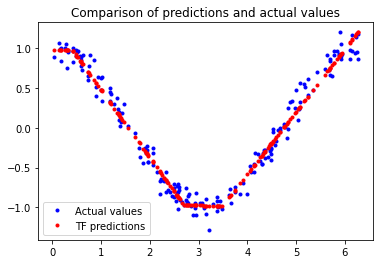 Comparison of predictions and actual values
1.0
0.5
0.0
−0.5
−1.0
Actual values
TF predictions
0 1 2 3 4 5 6